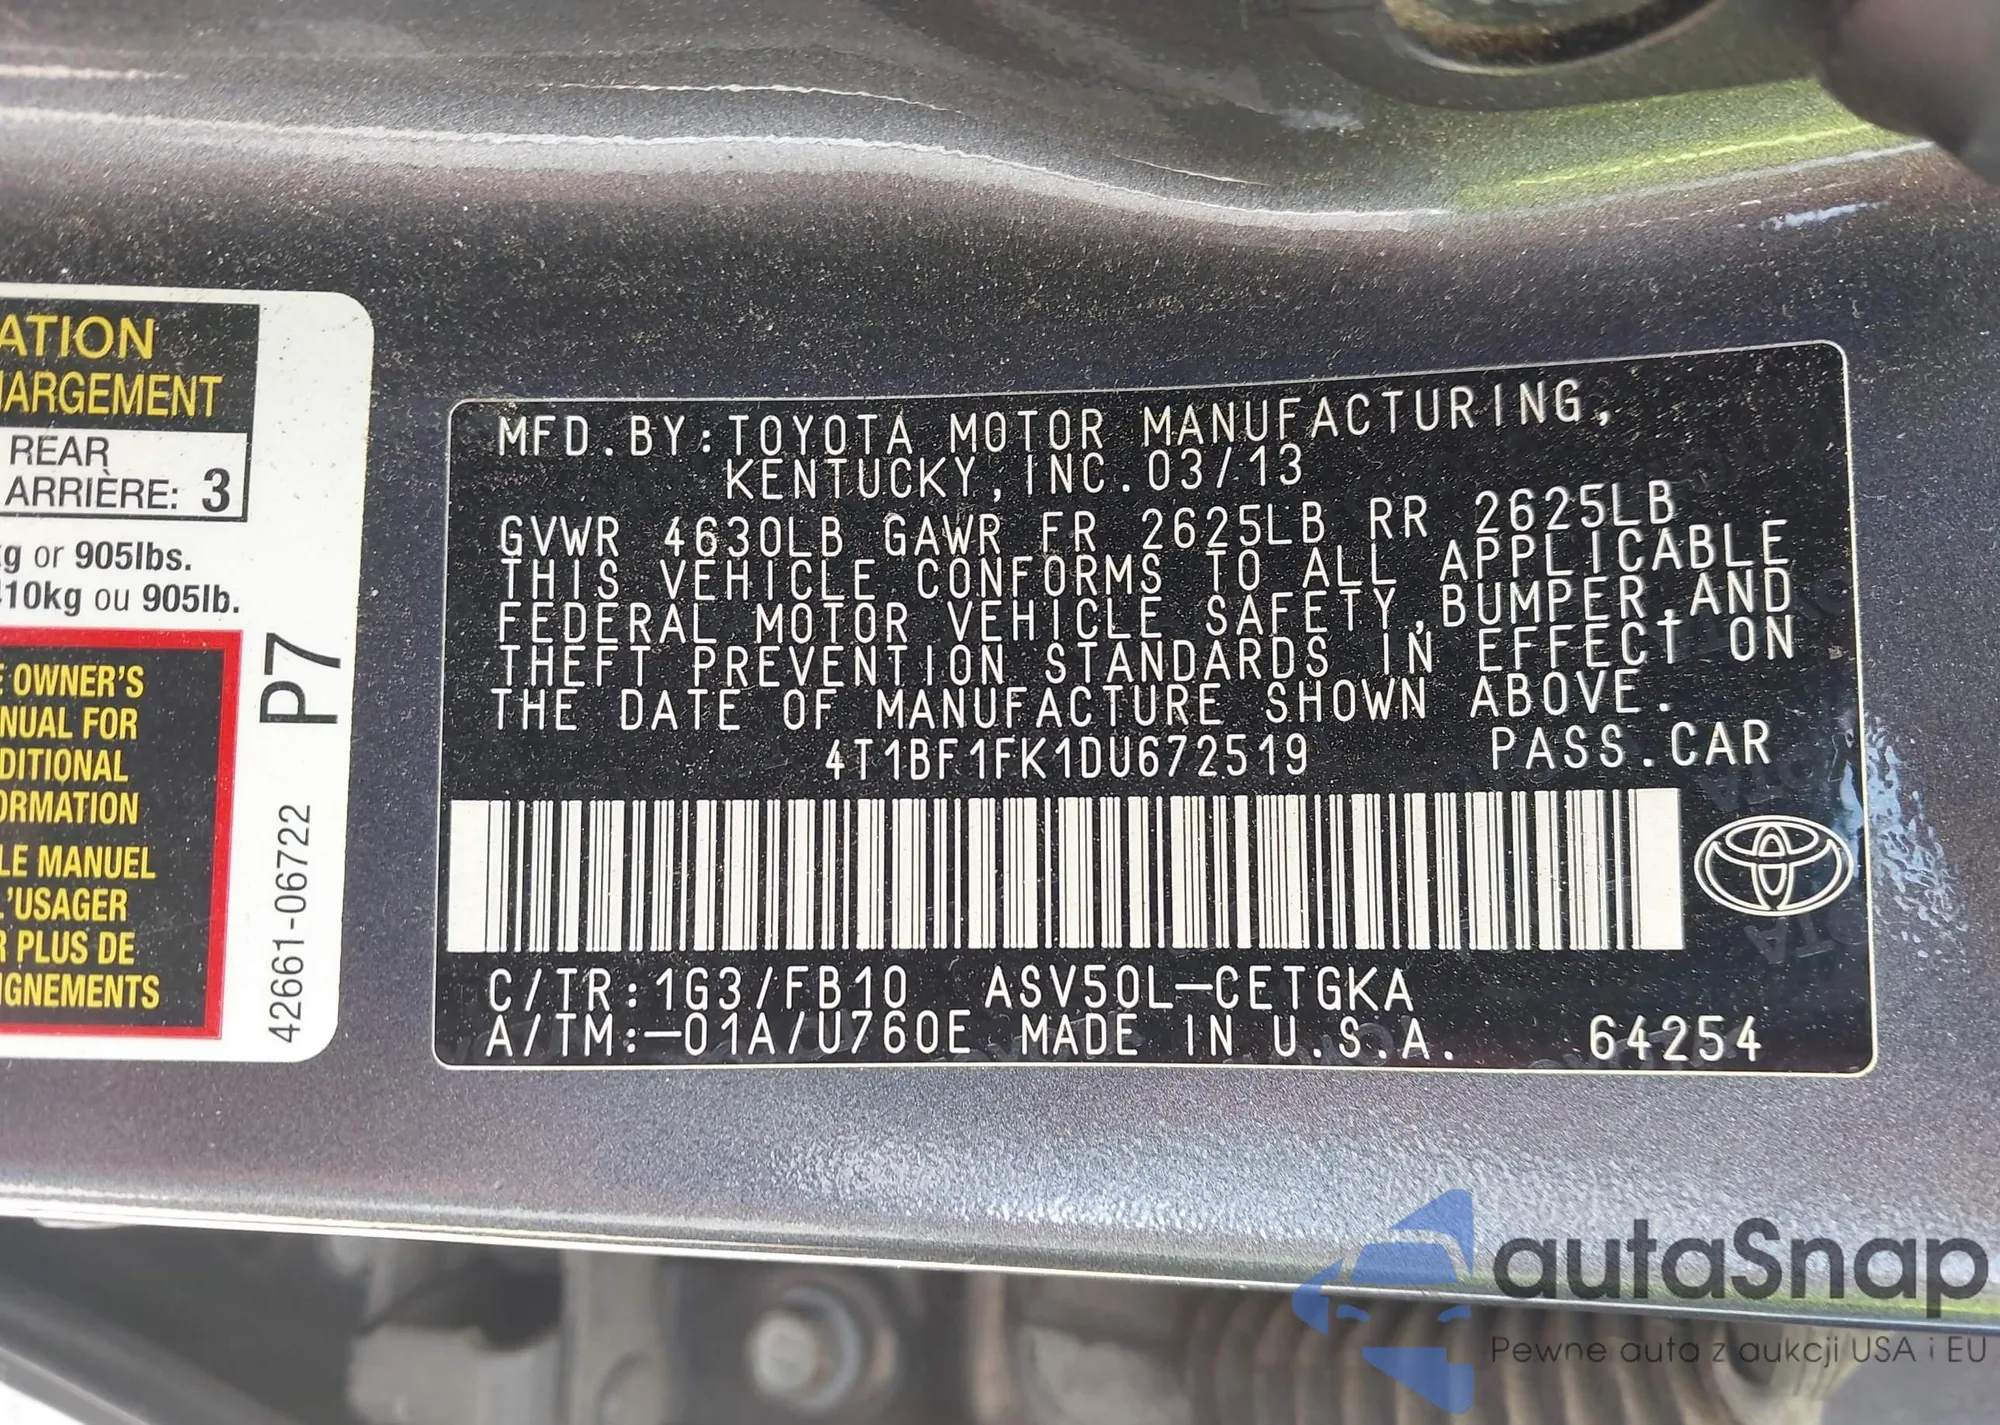 ATION
HARGEMENT
REAR
ARRIÈRE: 3
kg or 905lbs.
10kg ou 905lb.
E OWNER'S
NUAL FOR
DITIONAL
FORMATION
LE MANUEL
L'USAGER
R PLUS DE
IGNEMENTS
P7
42661-06722
MFD.BY:TOYOTA MOTOR MANUFACTURING,
KENTUCKY,INC.03/13
GVWR 4630LB GAWR FR 2625LB RR 2625LB
THIS VEHICLE CONFORMS TO ALL APPLICABLE
FEDERAL MOTOR VEHICLE SAFETY,BUMPER,AND
THEFT PREVENTION STANDARDS IN EFFECT ON
THE DATE OF MANUFACTURE SHOWN ABOVE.
4T1BF1FK1DU672519 PASS.CAR
C/TR:1G3/FB10 ASV50L-CETGKA
A/TM:-01A/U760E MADE IN U.S.A. 64254
autaSnap
Pewne auta z aukcji USA i EU